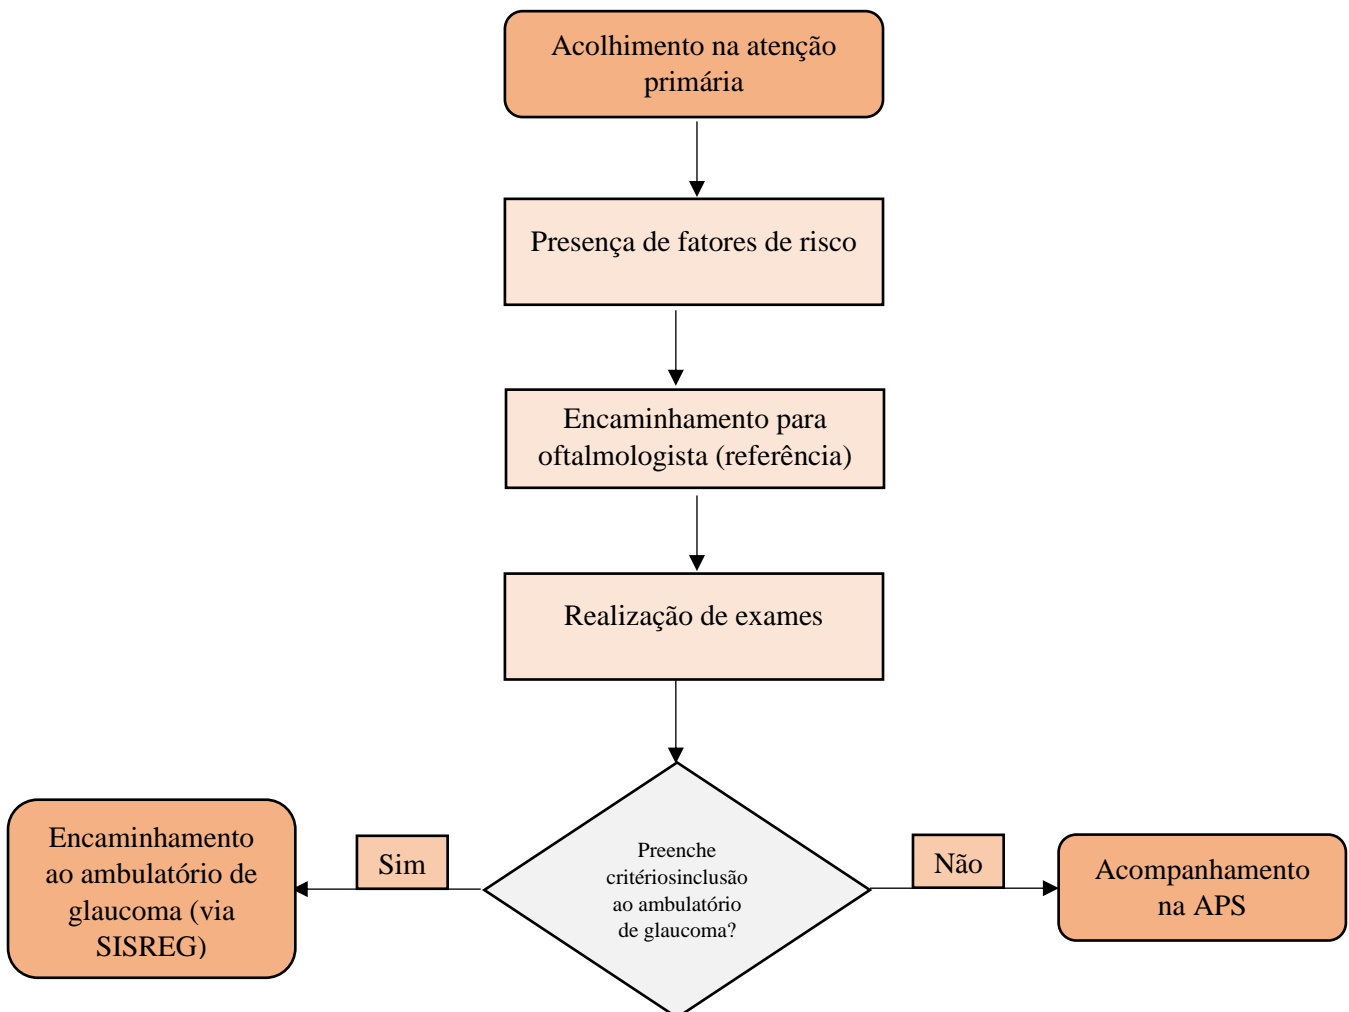 Acolhimento na atenção
primária
Presença de fatores de risco
Encaminhamento para
oftalmologista (referência)
Realização de exames
Encaminhamento
ao ambulatório de
glaucoma (via
SISREG)
Sim
Preenche
critériosinclusão
ao ambulatório
de glaucoma?
Não
Acompanhamento
na APS